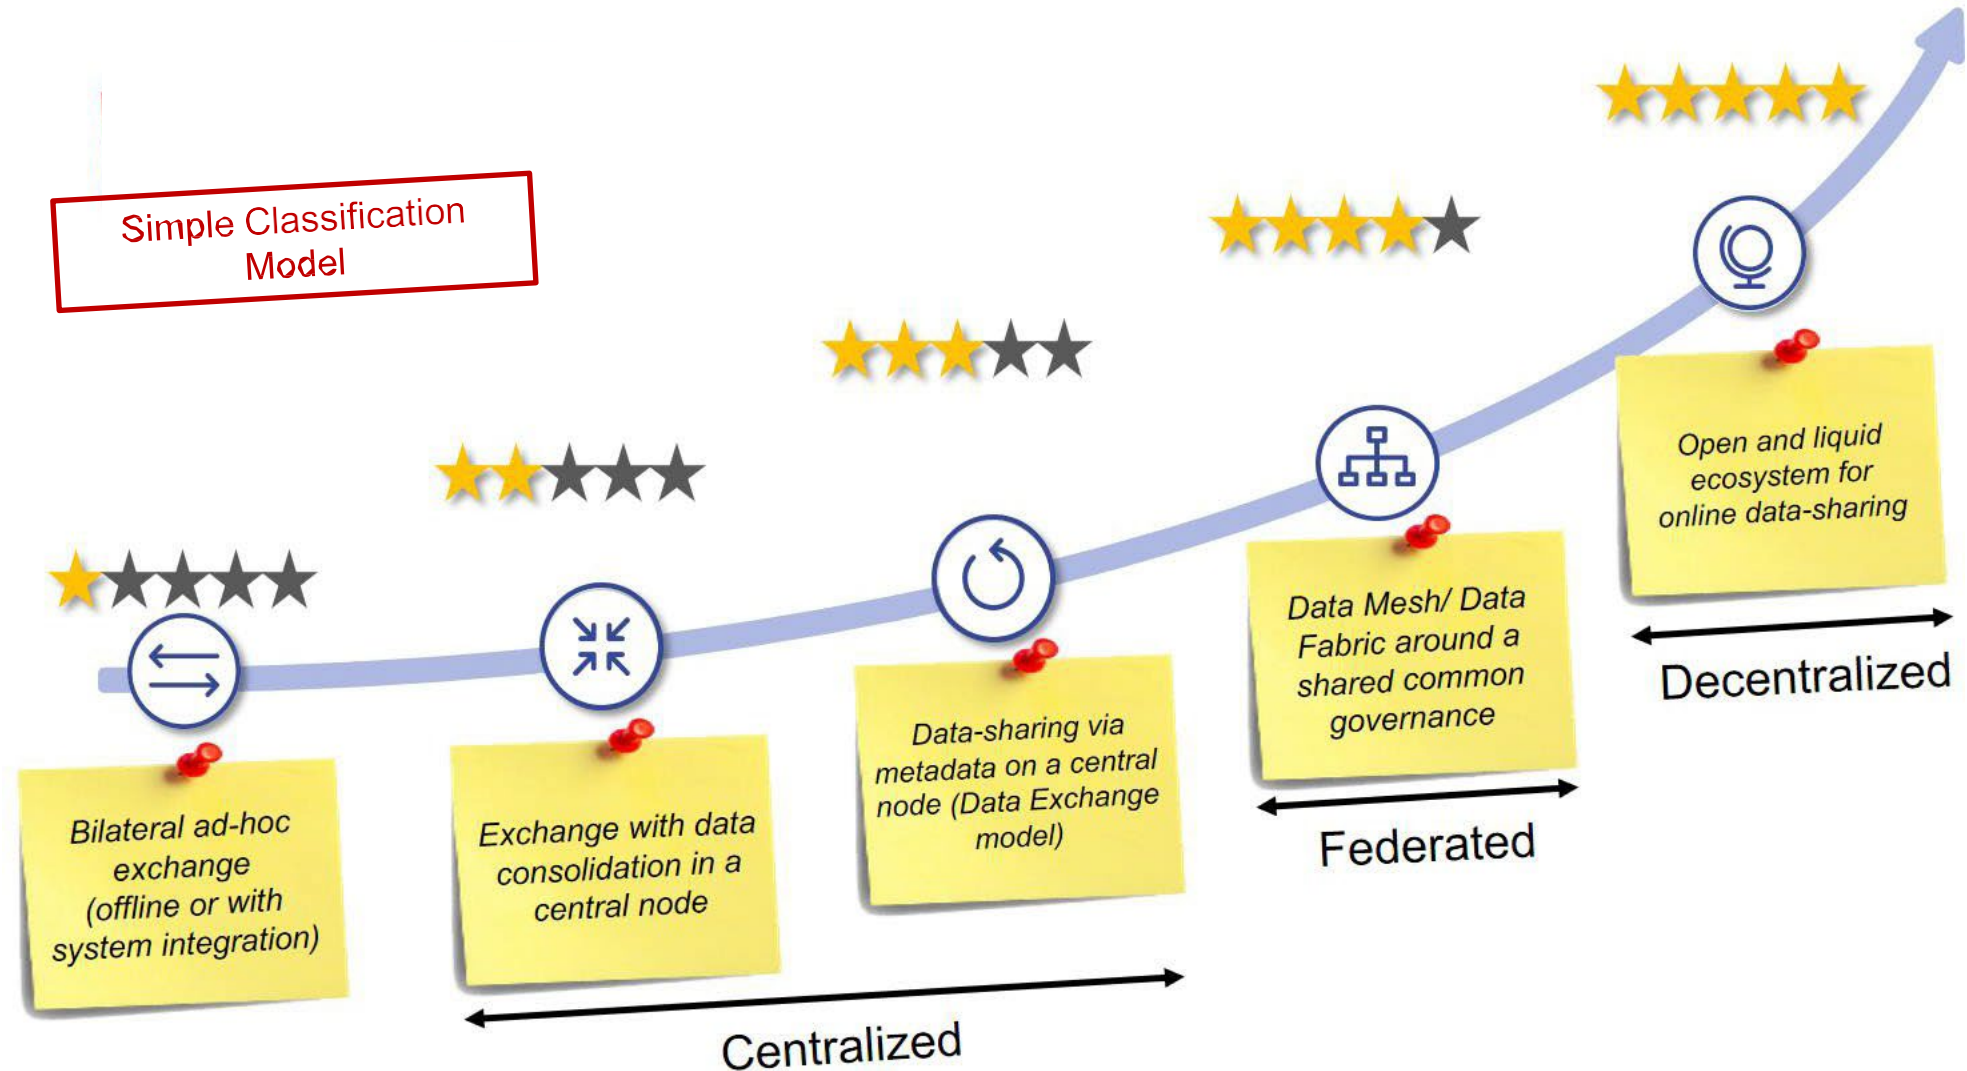 Simple Classification
Model
Bilateral ad-hoc
exchange
(offline or with
system integration)
Exchange with data
consolidation in a
central node
Data-sharing via
metadata on a central
node (Data Exchange
model)
Centralized
Data Mesh/ Data
Fabric around a
shared common
governance
Federated
Open and liquid
ecosystem for
online data-sharing
Decentralized